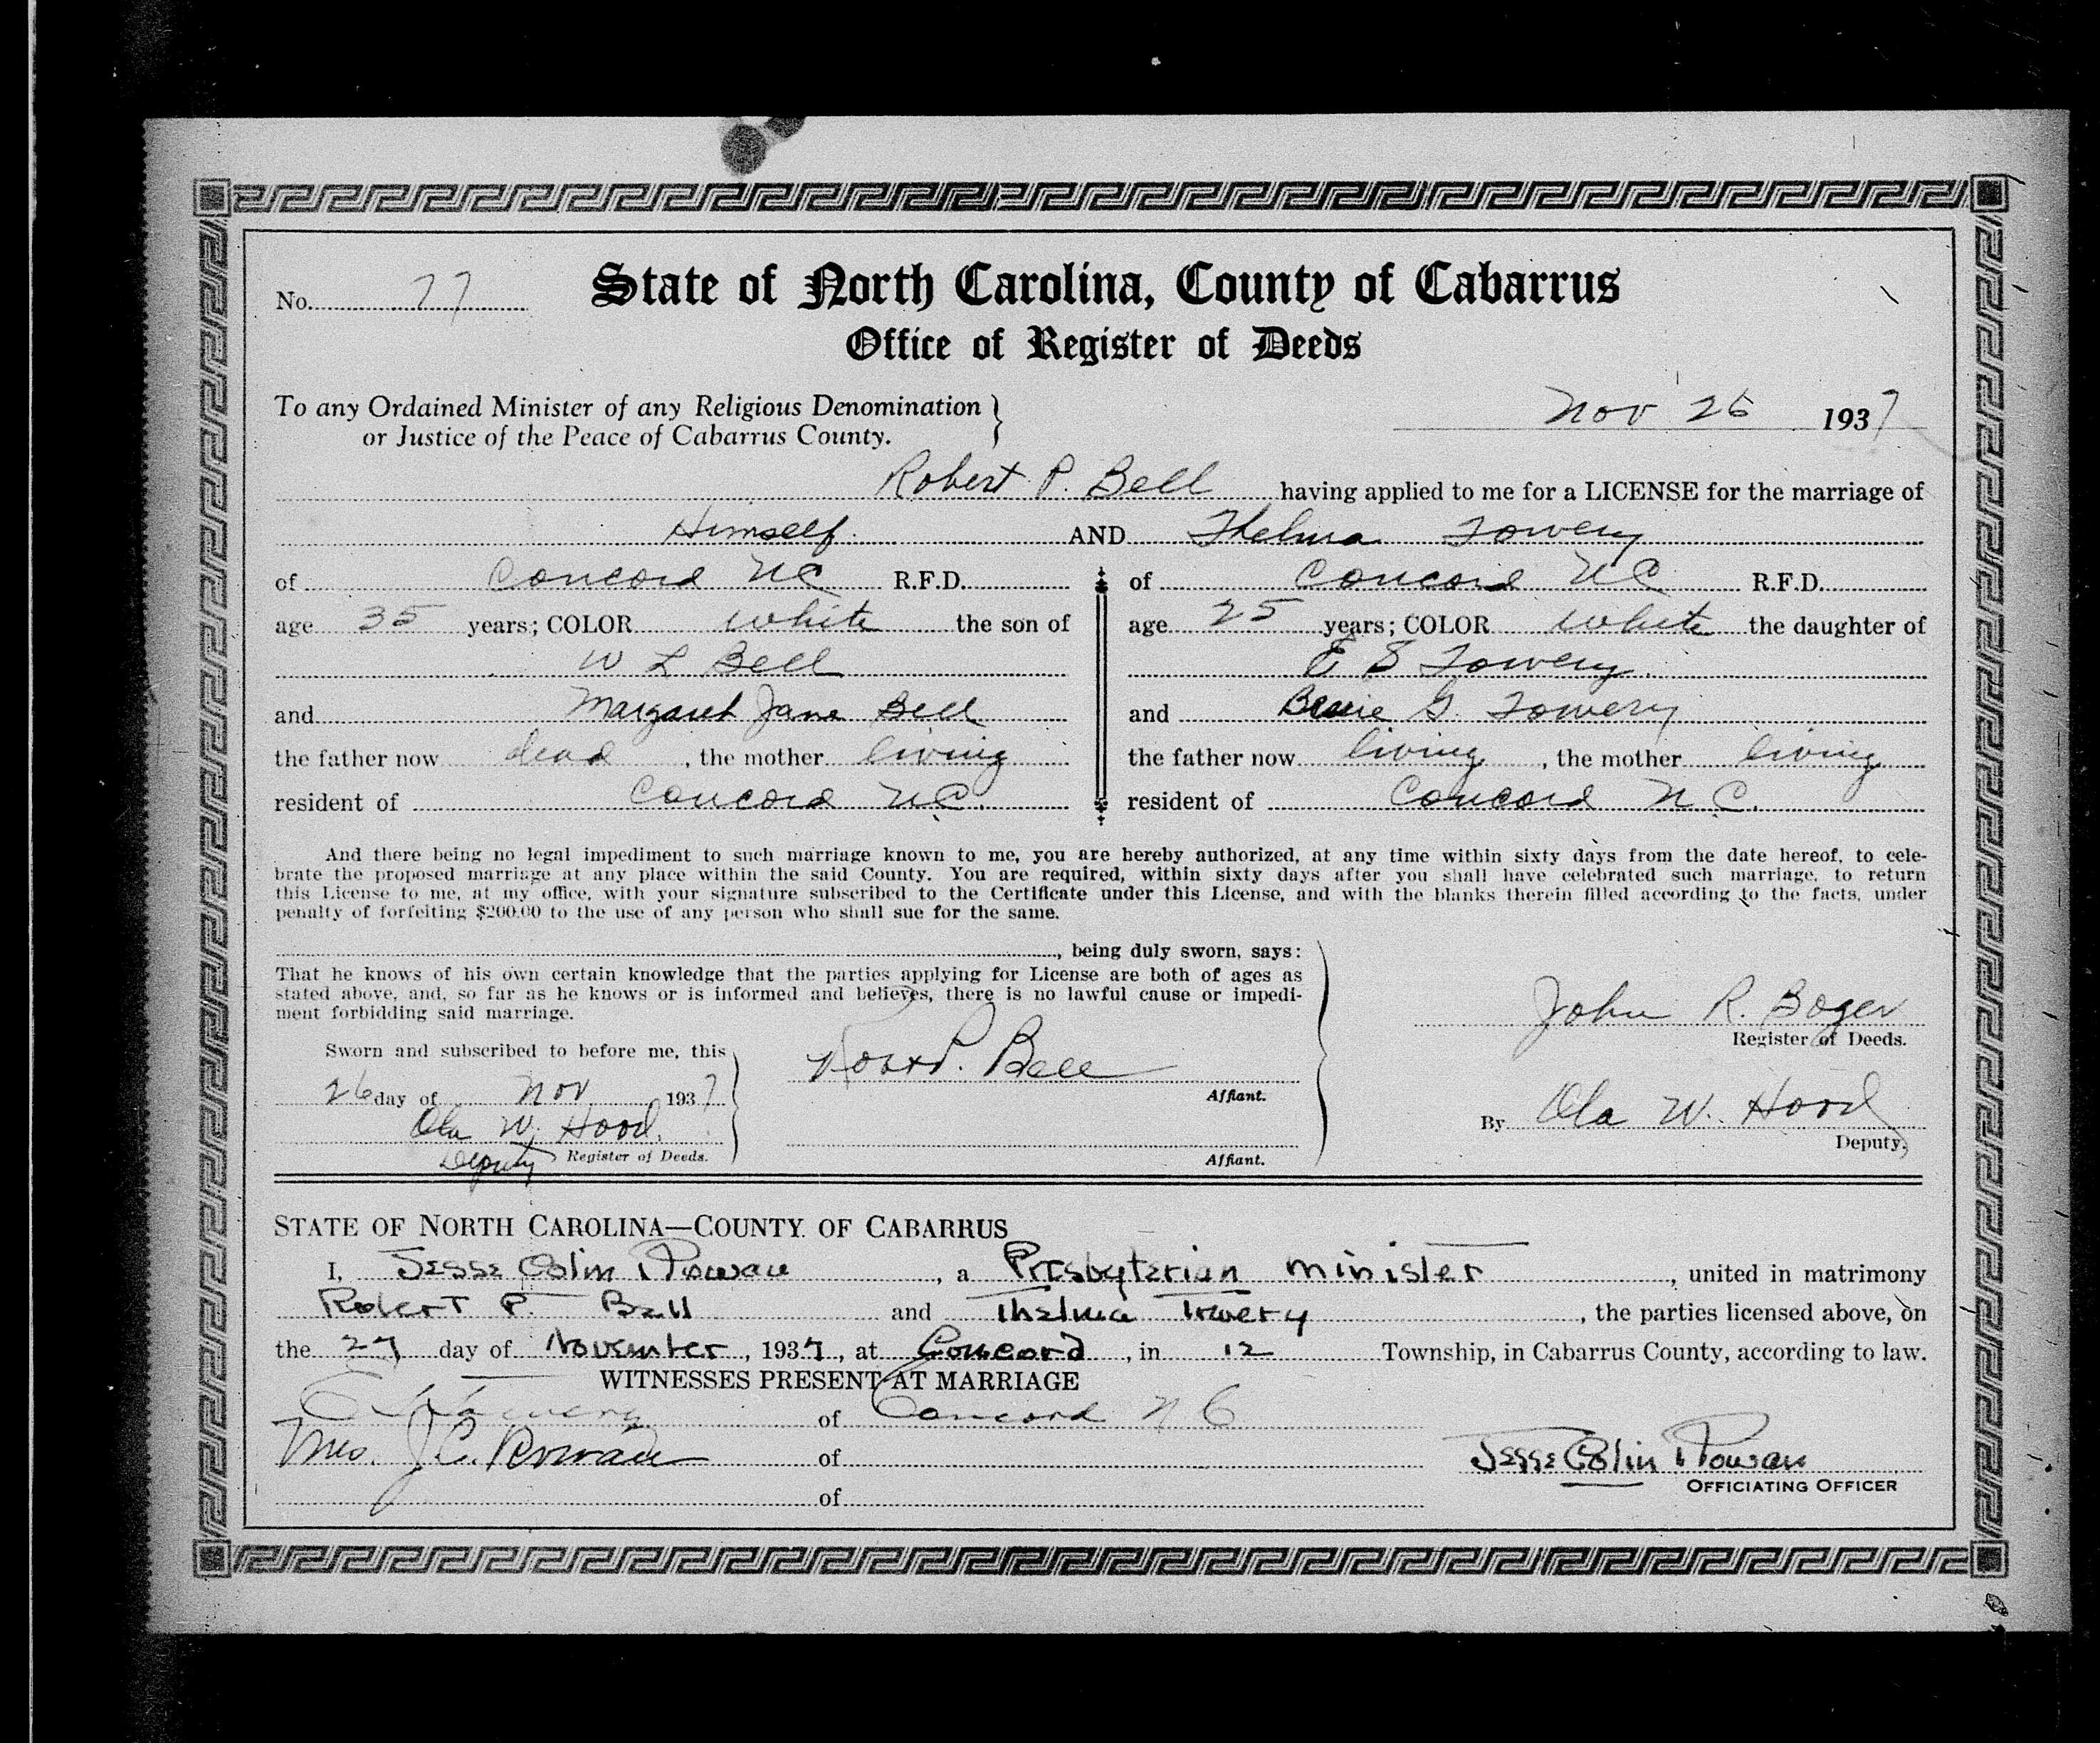 No. 77 State of North Carolina, County of Cabarrus
Office of Register of Deeds
To any Ordained Minister of any Religious Denomination
or Justice of the Peace of Cabarrus County.
Nov 26 1937
Robert P. Bell having applied to me for a LICENSE for the marriage of
Himself AND Thelma Towery
of Concord NC R.F.D. of Concord NC R.F.D.
age 35 years; COLOR white the son of age 25 years; COLOR white the daughter of
W L Bell E S Towery
and Margaret Jane Bell and Bessie G. Towery
the father now dead, the mother living the father now living, the mother living
resident of Concord N.C. resident of Concord N.C.
And there being no legal impediment to such marriage known to me, you are hereby authorized, at any time within sixty days from the date hereof, to cele-
brate the proposed marriage at any place within the said County. You are required, within sixty days after you shall have celebrated such marriage, to return
this License to me, at my office, with your signature subscribed to the Certificate under this License, and with the blanks therein filled according to the facts, under
penalty of forfeiting $200.00 to the use of any person who shall sue for the same.
, being duly sworn, says:
That he knows of his own certain knowledge that the parties applying for License are both of ages as
stated above, and, so far as he knows or is informed and believes, there is no lawful cause or impedi-
ment forbidding said marriage.
John R. Boger
Register of Deeds.
Sworn and subscribed to before me, this
26 day of Nov 1937
Ola W. Hood.
Deputy Register of Deeds.
Robt P. Bell
Affiant.
Affiant.
By Ola W. Hood
Deputy.
STATE OF NORTH CAROLINA—COUNTY OF CABARRUS
I, Jesse Colin Rowan, a Presbyterian minister, united in matrimony
Robert P. Bell and Thelma Towery, the parties licensed above, on
the 27 day of November, 1937, at Concord, in 12 Township, in Cabarrus County, according to law.
WITNESSES PRESENT AT MARRIAGE
Towery of Concord N C
Mrs. J.C. Rowan of
of
Jesse Colin Rowan
OFFICIATING OFFICER